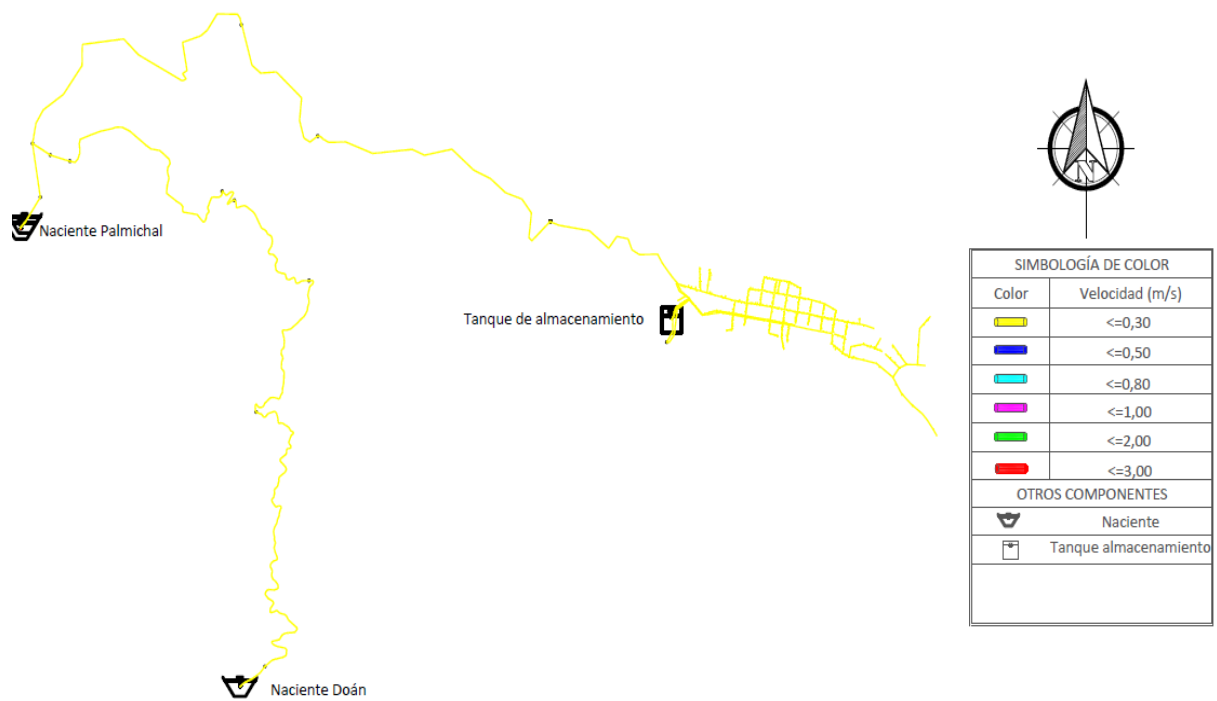 Naciente Palmichal
Tanque de almacenamiento
Naciente Doán
N
SIMBOLOGÍA DE COLOR
Color Velocidad (m/s)
<=0,30
<=0,50
<=0,80
<=1,00
<=2,00
<=3,00
OTROS COMPONENTES
Naciente
Tanque almacenamiento